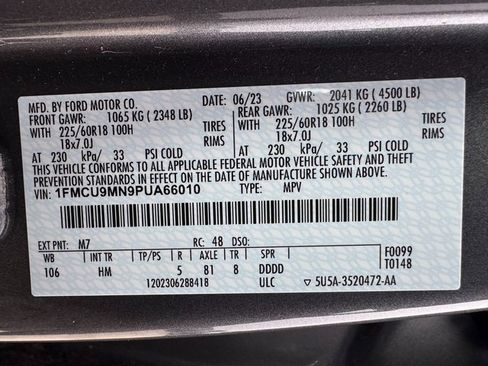 MFD. BY FORD MOTOR CO.
DATE: 06/23 GVWR: 2041 KG ( 4500 LB)
FRONT GAWR: 1065 KG ( 2348 LB) REAR GAWR: 1025 KG ( 2260 LB)
WITH 225/60R18 100H TIRES WITH 225/60R18 100H TIRES
18x7.0J RIMS 18x7.0J RIMS
AT 230 kPa/ 33 PSI COLD AT 230 kPa/ 33 PSI COLD
THIS VEHICLE CONFORMS TO ALL APPLICABLE FEDERAL MOTOR VEHICLE SAFETY AND THEFT
PREVENTION STANDARDS IN EFFECT ON THE DATE OF MANUFACTURE SHOWN ABOVE.
VIN: 1FMCU9MN9PUA66010 TYPE: MPV
EXT PNT: M7 RC: 48 DSO: F0099
WB INT TR TP/PS R AXLE TR SPR T0148
106 HM 5 81 8 DDDD
1202306288418 ULC 5U5A-3520472-AA